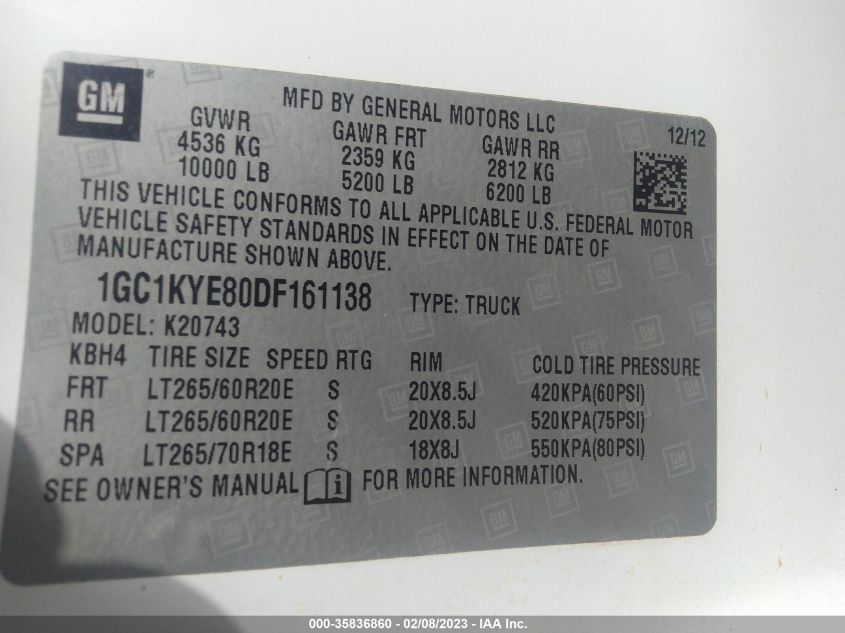 GM ®
MFD BY GENERAL MOTORS LLC
12/12
GVWR GAWR FRT GAWR RR
4536 KG 2359 KG 2812 KG
10000 LB 5200 LB 6200 LB
THIS VEHICLE CONFORMS TO ALL APPLICABLE U.S. FEDERAL MOTOR
VEHICLE SAFETY STANDARDS IN EFFECT ON THE DATE OF
MANUFACTURE SHOWN ABOVE.
1GC1KYE80DF161138 TYPE: TRUCK
MODEL: K20743
KBH4 TIRE SIZE SPEED RTG RIM COLD TIRE PRESSURE
FRT LT265/60R20E S 20X8.5J 420KPA(60PSI)
RR LT265/60R20E S 20X8.5J 520KPA(75PSI)
SPA LT265/70R18E S 18X8J 550KPA(80PSI)
SEE OWNER'S MANUAL i FOR MORE INFORMATION.
000-35836860 - 02/08/2023 - IAA Inc.